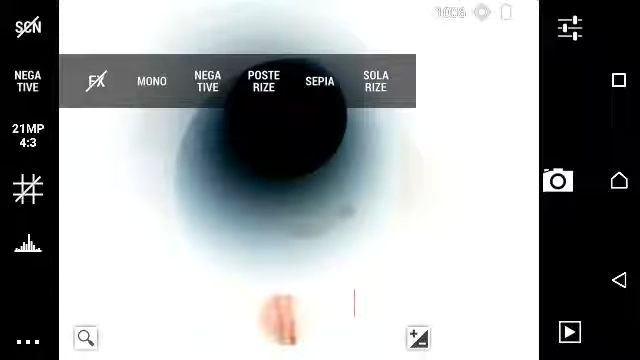 SCN
NEGA
TIVE
FX
MONO
NEGA
TIVE
POSTE
RIZE
SEPIA
SOLA
RIZE
21MP
4:3